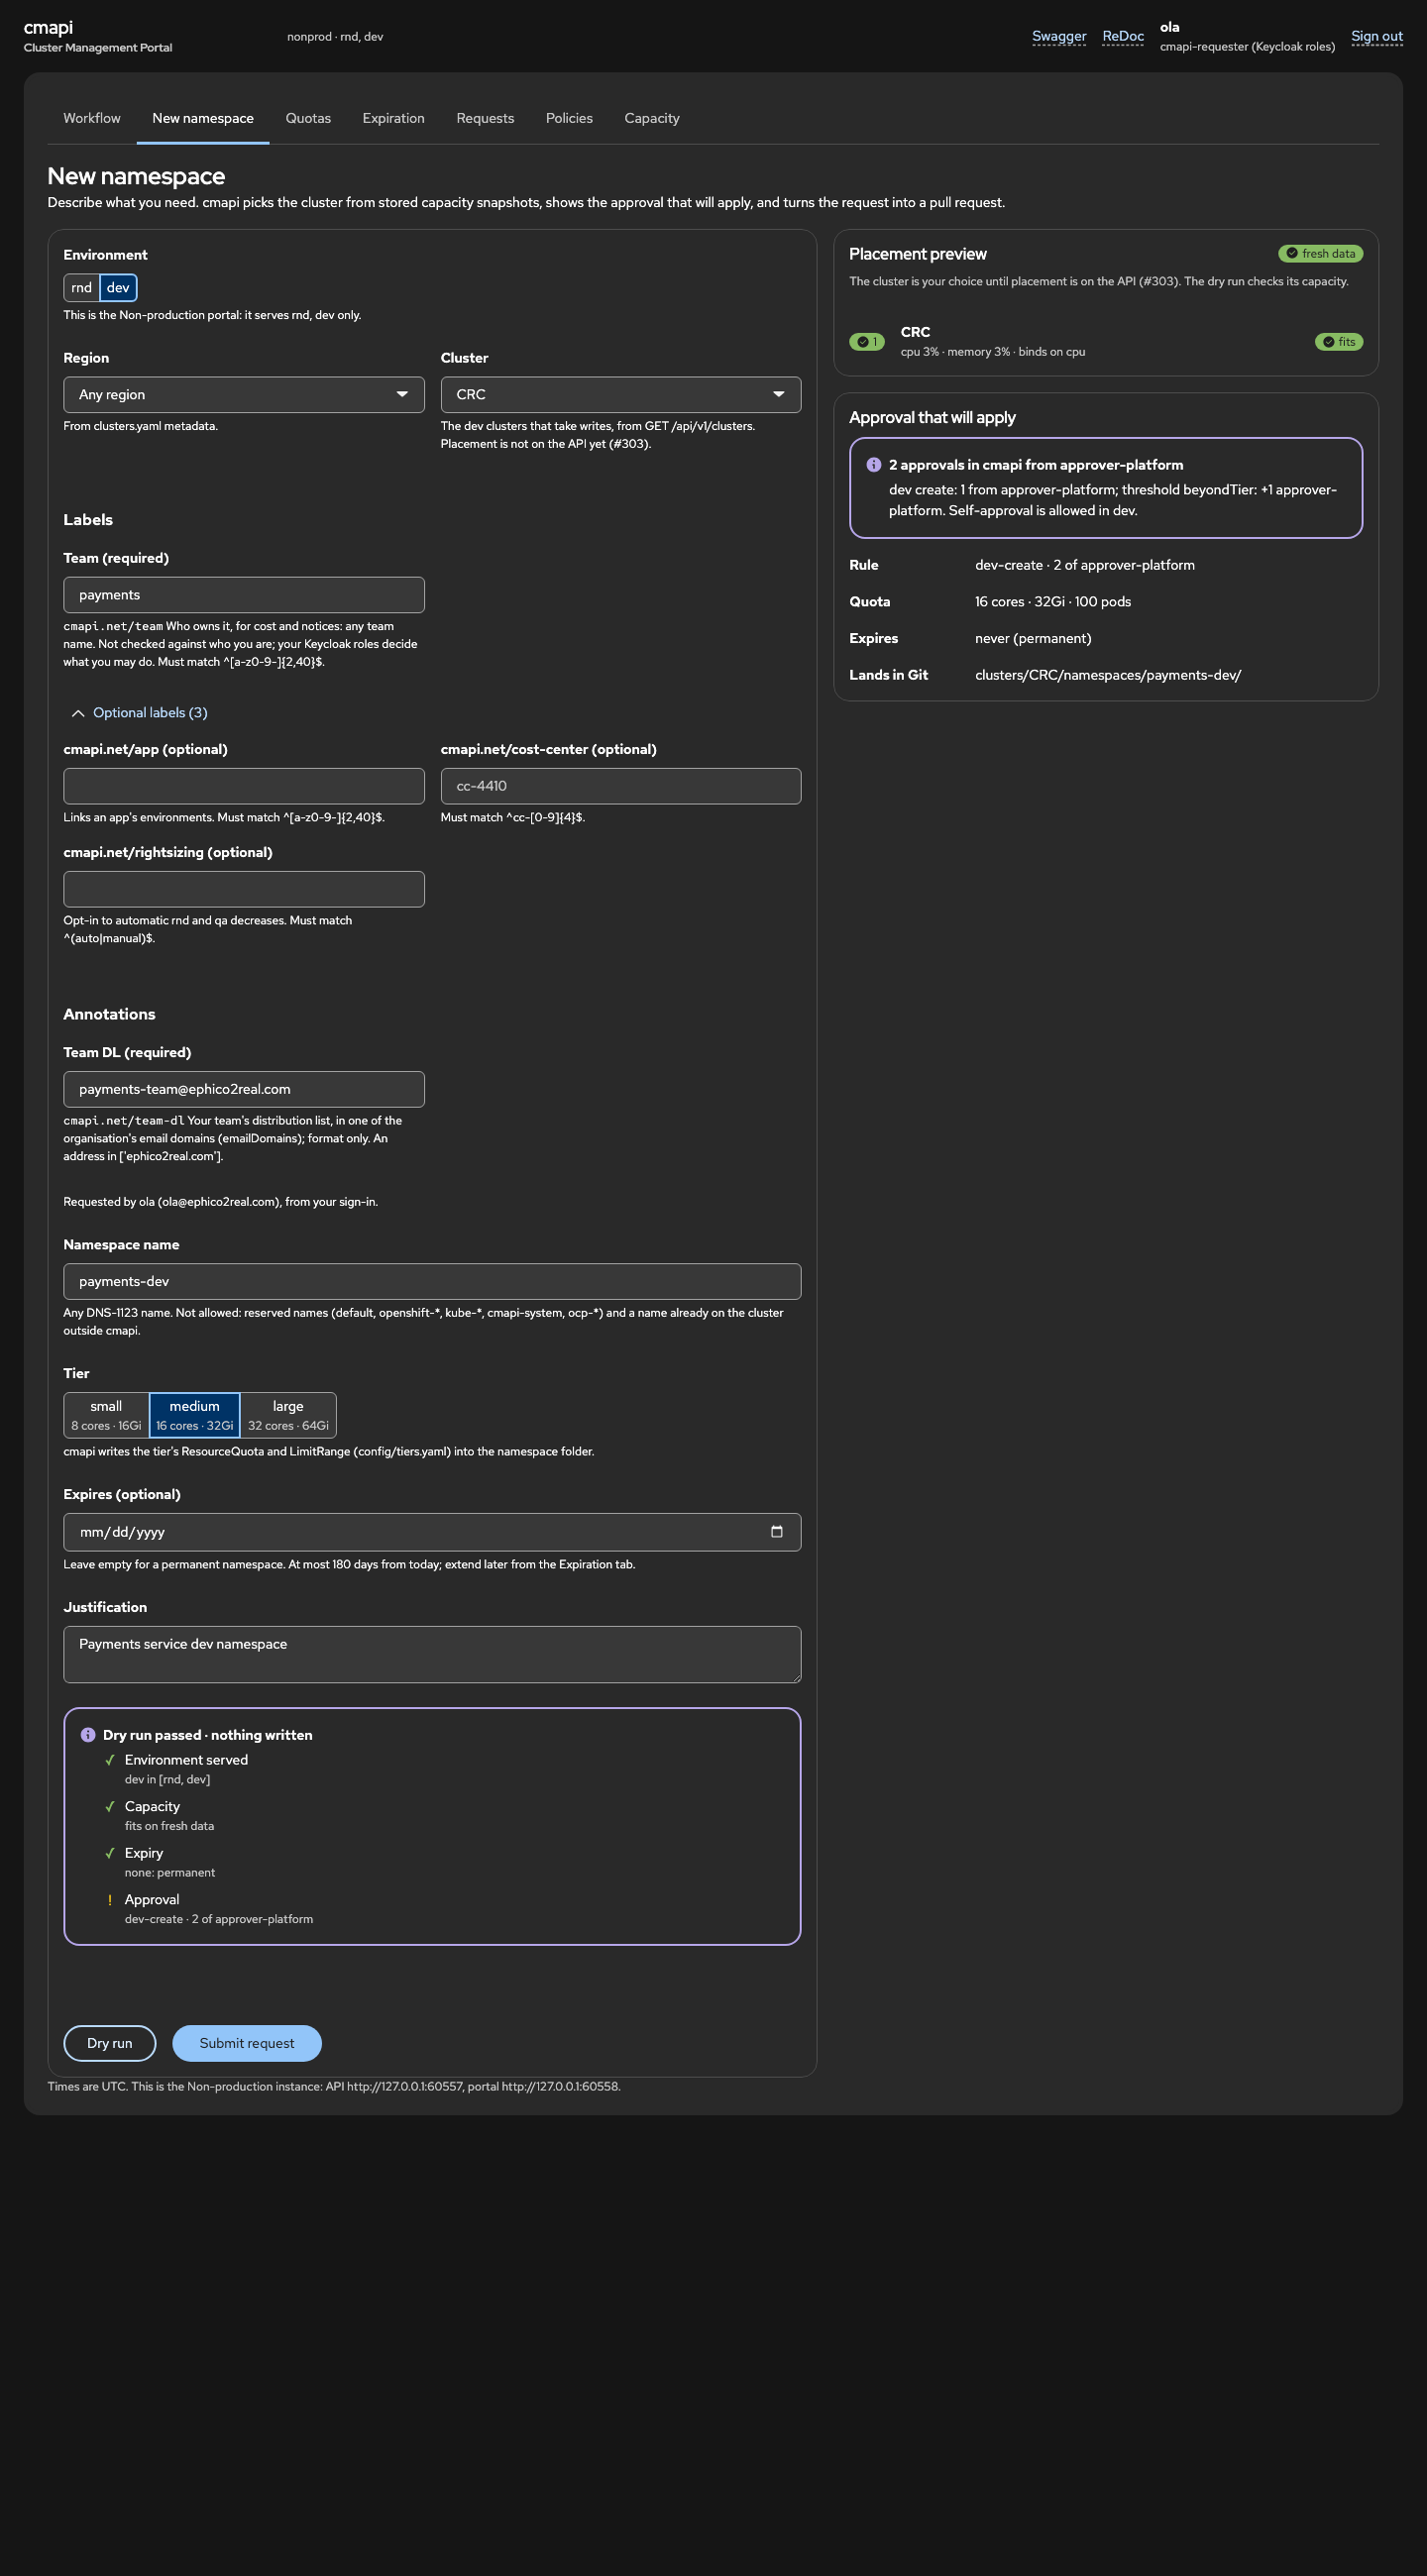 cmapi
Cluster Management Portal
nonprod · rnd, dev
Swagger
ReDoc
ola
cmapi-requester (Keycloak roles)
Sign out
Workflow
New namespace
Quotas
Expiration
Requests
Policies
Capacity
New namespace
Describe what you need. cmapi picks the cluster from stored capacity snapshots, shows the approval that will apply, and turns the request into a pull request.
Environment
rnd
dev
This is the Non-production portal: it serves rnd, dev only.
Region
Any region
From clusters.yaml metadata.
Cluster
CRC
The dev clusters that take writes, from GET /api/v1/clusters.
Placement is not on the API yet (#303).
Labels
Team (required)
payments
cmapi.net/team Who owns it, for cost and notices: any team
name. Not checked against who you are; your Keycloak roles decide
what you may do. Must match ^[a-z0-9-]{2,40}$.
Optional labels (3)
cmapi.net/app (optional)
Links an app's environments. Must match ^[a-z0-9-]{2,40}$.
cmapi.net/cost-center (optional)
cc-4410
Must match ^cc-[0-9]{4}$.
cmapi.net/rightsizing (optional)
Opt-in to automatic rnd and qa decreases. Must match
^(auto|manual)$.
Annotations
Team DL (required)
payments-team@ephico2real.com
cmapi.net/team-dl Your team's distribution list, in one of the
organisation's email domains (emailDomains); format only. An
address in ['ephico2real.com'].
Requested by ola (ola@ephico2real.com), from your sign-in.
Namespace name
payments-dev
Any DNS-1123 name. Not allowed: reserved names (default, openshift-*, kube-*, cmapi-system, ocp-*) and a name already on the cluster
outside cmapi.
Tier
small
8 cores · 16Gi
medium
16 cores · 32Gi
large
32 cores · 64Gi
cmapi writes the tier's ResourceQuota and LimitRange (config/tiers.yaml) into the namespace folder.
Expires (optional)
mm/dd/yyyy
Leave empty for a permanent namespace. At most 180 days from today; extend later from the Expiration tab.
Justification
Payments service dev namespace
Dry run passed · nothing written
Environment served
dev in [rnd, dev]
Capacity
fits on fresh data
Expiry
none: permanent
Approval
dev-create · 2 of approver-platform
Dry run
Submit request
Placement preview
fresh data
The cluster is your choice until placement is on the API (#303). The dry run checks its capacity.
1
CRC
cpu 3% · memory 3% · binds on cpu
fits
Approval that will apply
2 approvals in cmapi from approver-platform
dev create: 1 from approver-platform; threshold beyondTier: +1 approver-
platform. Self-approval is allowed in dev.
Rule
dev-create · 2 of approver-platform
Quota
16 cores · 32Gi · 100 pods
Expires
never (permanent)
Lands in Git
clusters/CRC/namespaces/payments-dev/
Times are UTC. This is the Non-production instance: API http://127.0.0.1:60557, portal http://127.0.0.1:60558.